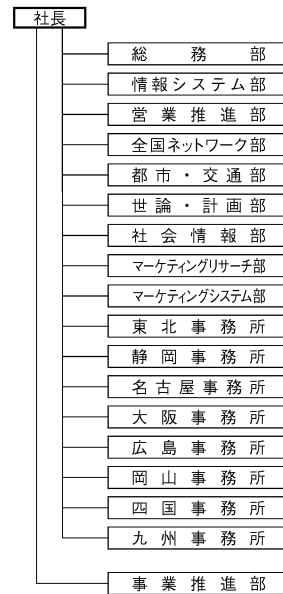 社長
総務部
情報システム部
営業推進部
全国ネットワーク部
都市・交通部
世論・計画部
社会情報部
マーケティングリサーチ部
マーケティングシステム部
東北事務所
静岡事務所
名古屋事務所
大阪事務所
広島事務所
岡山事務所
四国事務所
九州事務所
事業推進部